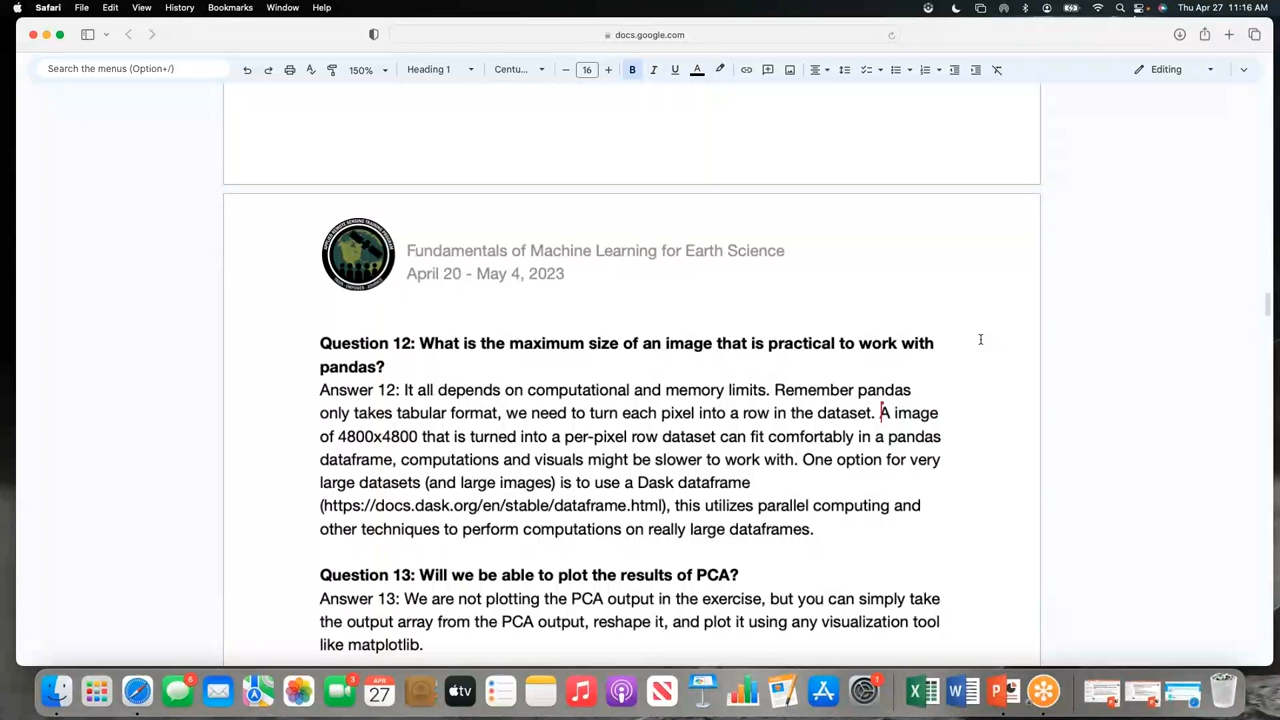 Safari File Edit View History Bookmarks Window Help Thu Apr 27 11:16 AM
docs.google.com
Search the menus (Option+/) 150% Heading 1 Centu... 16 B I U A Editing
Fundamentals of Machine Learning for Earth Science
April 20 - May 4, 2023
Question 12: What is the maximum size of an image that is practical to work with
pandas?
Answer 12: It all depends on computational and memory limits. Remember pandas
only takes tabular format, we need to turn each pixel into a row in the dataset. A image
of 4800x4800 that is turned into a per-pixel row dataset can fit comfortably in a pandas
dataframe, computations and visuals might be slower to work with. One option for very
large datasets (and large images) is to use a Dask dataframe
(https://docs.dask.org/en/stable/dataframe.html), this utilizes parallel computing and
other techniques to perform computations on really large dataframes.
Question 13: Will we be able to plot the results of PCA?
Answer 13: We are not plotting the PCA output in the exercise, but you can simply take
the output array from the PCA output, reshape it, and plot it using any visualization tool
like matplotlib.
6 3 APR 27 tv 1 X W P